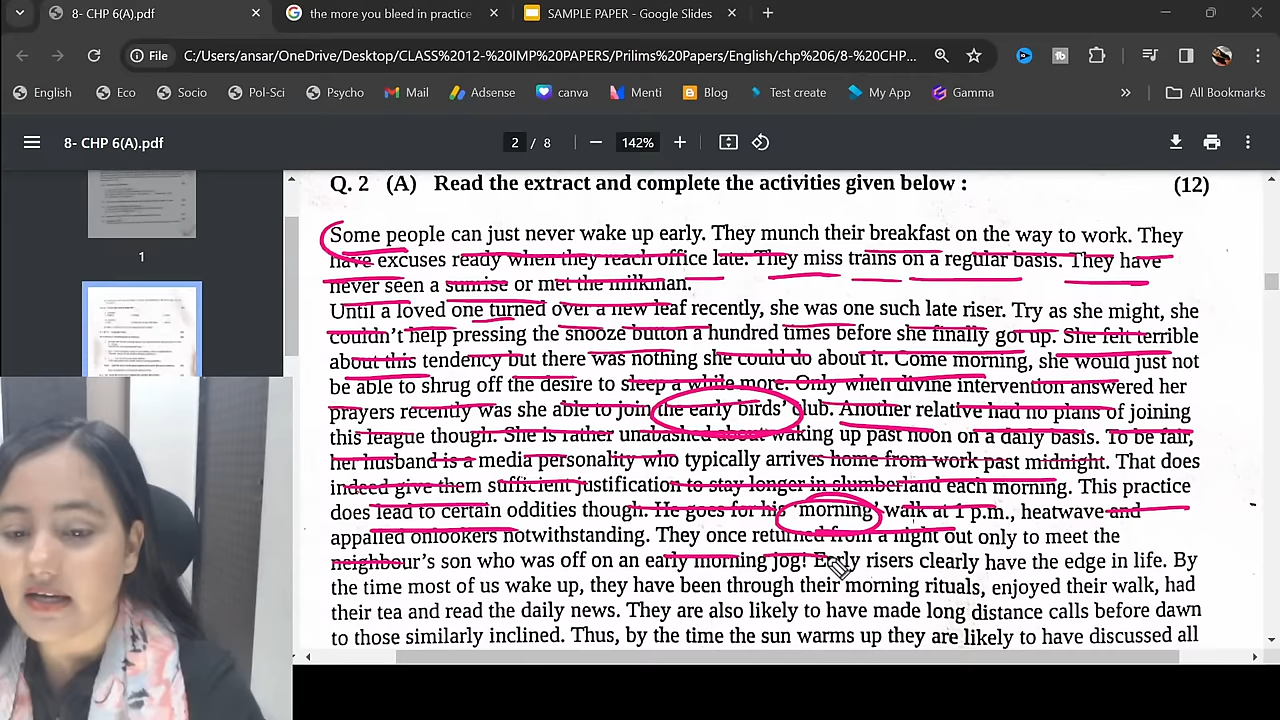 8- CHP 6(A).pdf
the more you bleed in practice
SAMPLE PAPER - Google Slides
File
C:/Users/ansar/OneDrive/Desktop/CLASS%2012-%20IMP%20PAPERS/Prilims%20Papers/English/chp%206/8-%20CHP...
English
Eco
Socio
Pol-Sci
Psycho
Mail
Adsense
canva
Menti
Blog
Test create
My App
Gamma
All Bookmarks
8- CHP 6(A).pdf
2 / 8
142%
1
Q. 2 (A) Read the extract and complete the activities given below : (12)
Some people can just never wake up early. They munch their breakfast on the way to work. They
have excuses ready when they reach office late. They miss trains on a regular basis. They have
never seen a sunrise or met the milkman.
Until a loved one turned over a new leaf recently, she was one such late riser. Try as she might, she
couldn't help pressing the snooze button a hundred times before she finally got up. She felt terrible
about this tendency but there was nothing she could do about it. Come morning, she would just not
be able to shrug off the desire to sleep a while more. Only when divine intervention answered her
prayers recently was she able to join the early birds' club. Another relative had no plans of joining
this league though. She is rather unabashed about waking up past noon on a daily basis. To be fair,
her husband is a media personality who typically arrives home from work past midnight. That does
indeed give them sufficient justification to stay longer in slumberland each morning. This practice
does lead to certain oddities though. He goes for his 'morning' walk at 1 p.m., heatwave and
appalled onlookers notwithstanding. They once returned from a night out only to meet the
neighbour's son who was off on an early morning jog! Early risers clearly have the edge in life. By
the time most of us wake up, they have been through their morning rituals, enjoyed their walk, had
their tea and read the daily news. They are also likely to have made long distance calls before dawn
to those similarly inclined. Thus, by the time the sun warms up they are likely to have discussed all